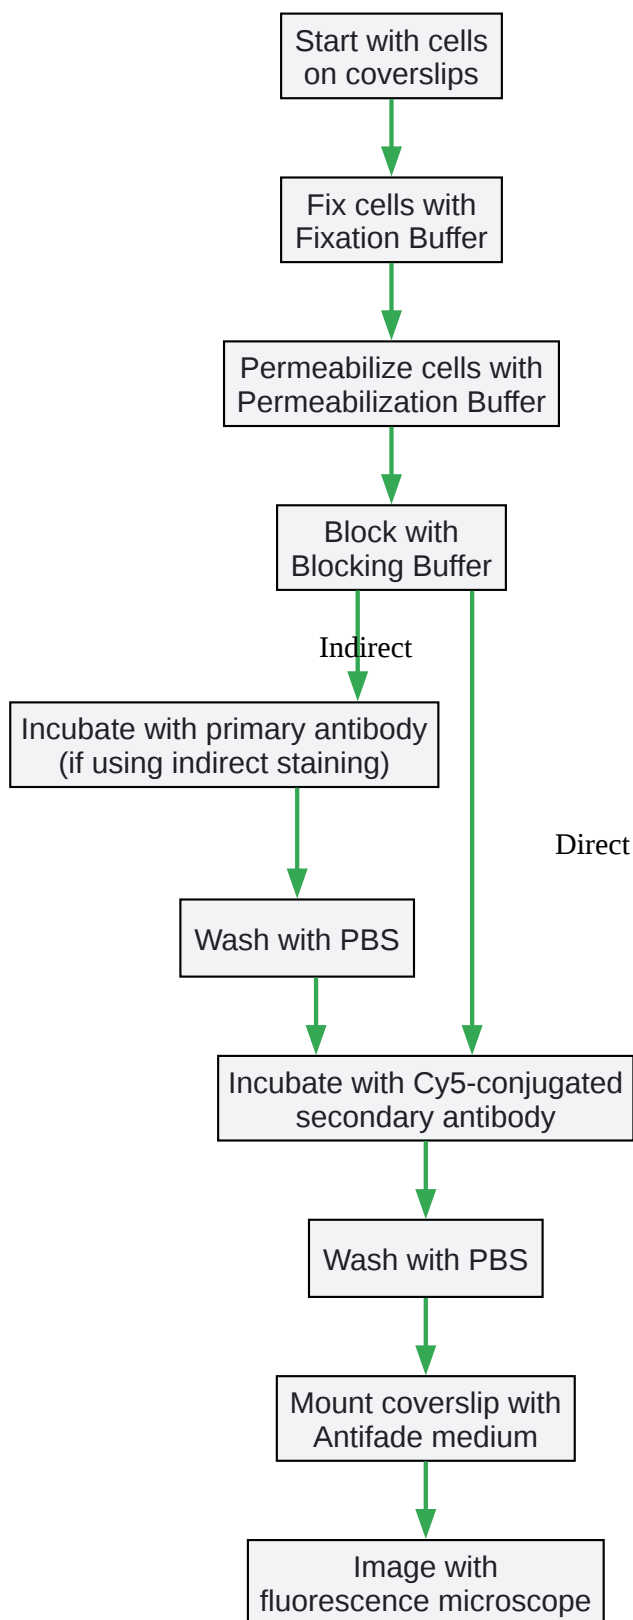 Start with cells
on coverslips
Fix cells with
Fixation Buffer
Permeabilize cells with
Permeabilization Buffer
Block with
Blocking Buffer
Indirect
Incubate with primary antibody
(if using indirect staining)
Direct
Wash with PBS
Incubate with Cy5-conjugated
secondary antibody
Wash with PBS
Mount coverslip with
Antifade medium
Image with
fluorescence microscope